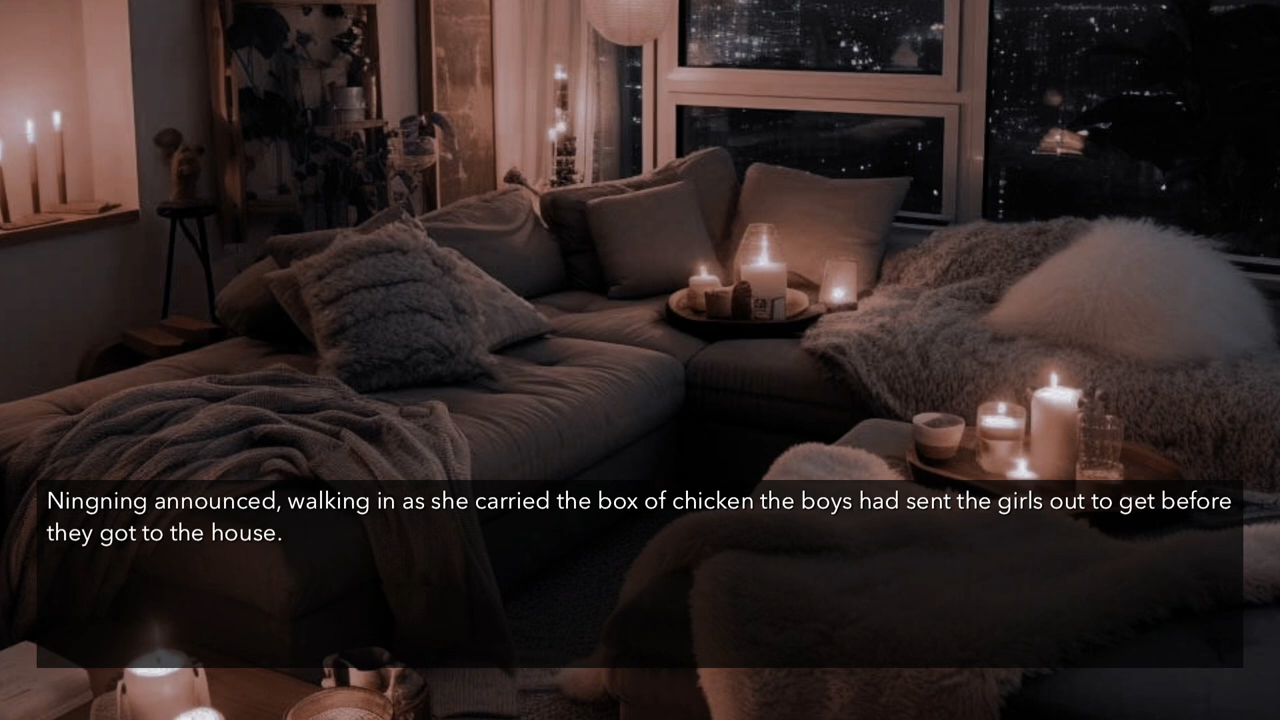 Ningning announced, walking in as she carried the box of chicken the boys had sent the girls out to get before
they got to the house.